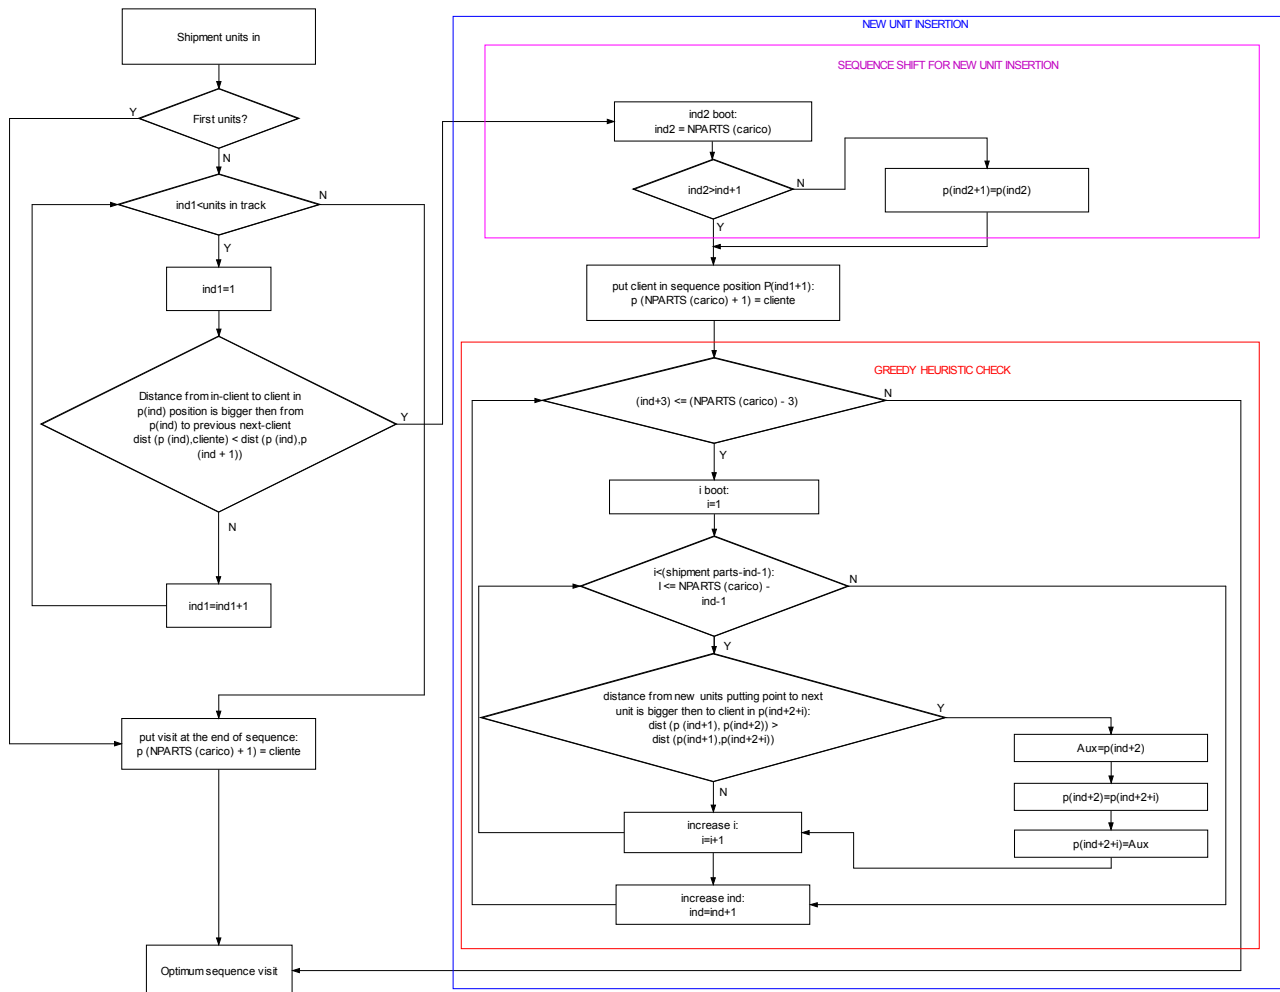 Shipment units in
Y
First units?
N
ind1<units in track
N
Y
ind1=1
Distance from in-client to client in
p(ind) position is bigger then from
p(ind) to previous next-client
dist (p (ind),cliente) < dist (p (ind),p
(ind + 1))
Y
N
ind1=ind1+1
put visit at the end of sequence:
p (NPARTS (carico) + 1) = cliente
Optimum sequence visit
NEW UNIT INSERTION
SEQUENCE SHIFT FOR NEW UNIT INSERTION
ind2 boot:
ind2 = NPARTS (carico)
ind2>ind+1
N
p(ind2+1)=p(ind2)
Y
put client in sequence position P(ind1+1):
p (NPARTS (carico) + 1) = cliente
GREEDY HEURISTIC CHECK
(ind+3) <= (NPARTS (carico) - 3)
N
Y
i boot:
i=1
i<(shipment parts-ind-1):
I <= NPARTS (carico) -
ind-1
N
Y
distance from new units putting point to next
unit is bigger then to client in p(ind+2+i):
dist (p (ind+1), p(ind+2)) >
dist (p(ind+1),p(ind+2+i))
Y
Aux=p(ind+2)
p(ind+2)=p(ind+2+i)
p(ind+2+i)=Aux
N
increase i:
i=i+1
increase ind:
ind=ind+1